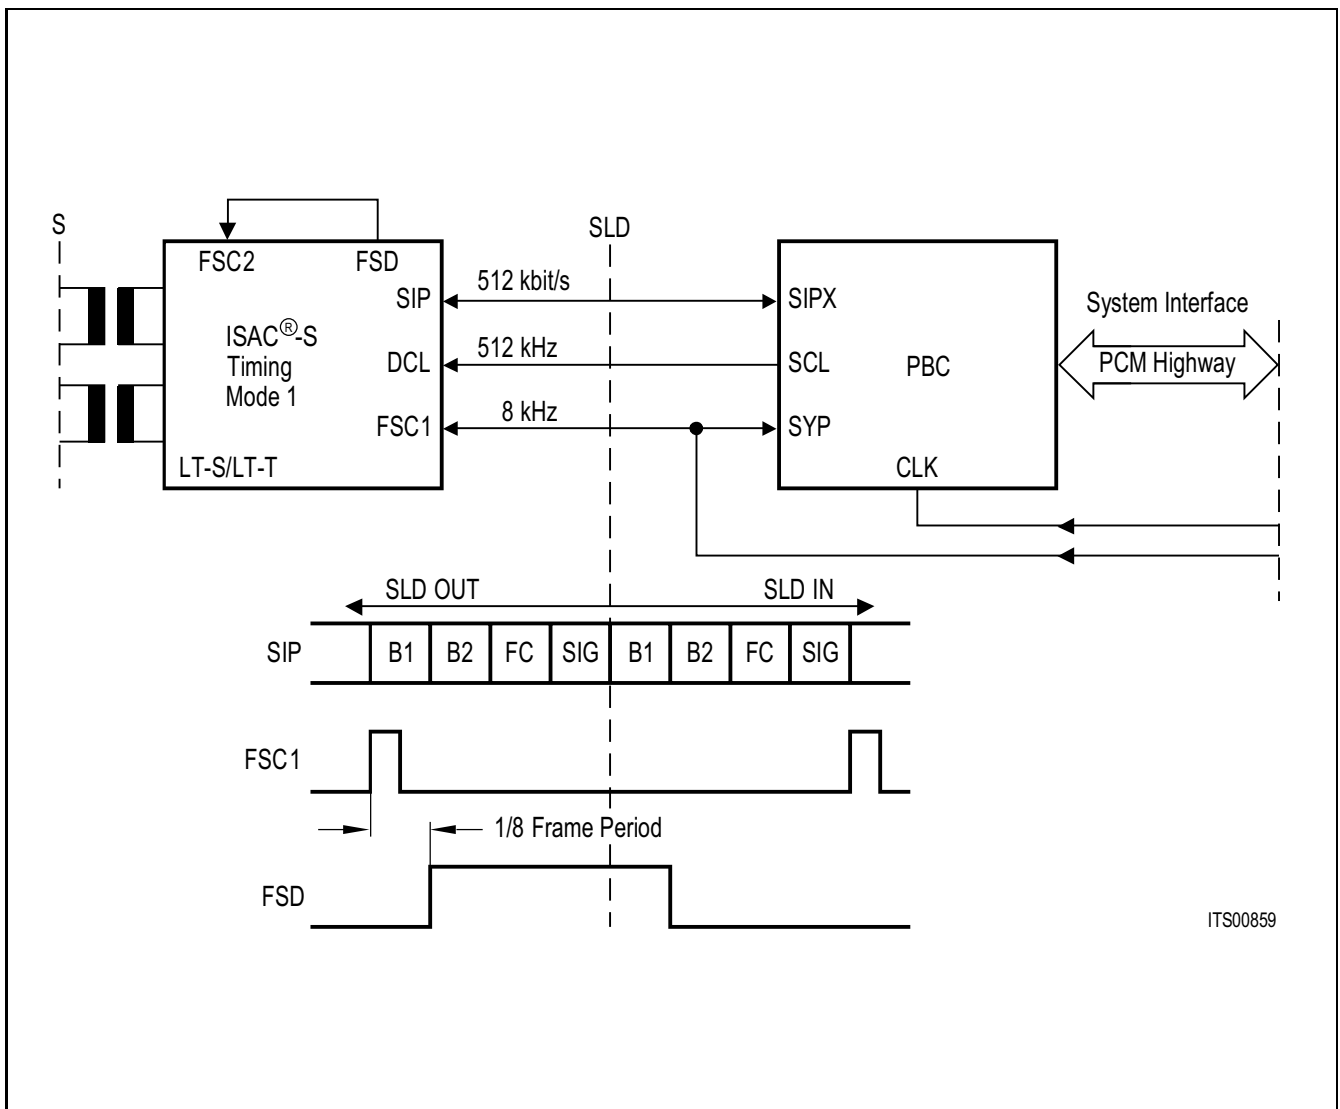 S
SLD
FSC2 FSD
SIP 512 kbit/s SIPX
System Interface
ISAC®-S
Timing
Mode 1
DCL 512 kHz SCL
PBC
PCM Highway
FSC1 8 kHz SYP
LT-S/LT-T
CLK
SLD OUT SLD IN
SIP B1 B2 FC SIG B1 B2 FC SIG
FSC1
1/8 Frame Period
FSD
ITS00859